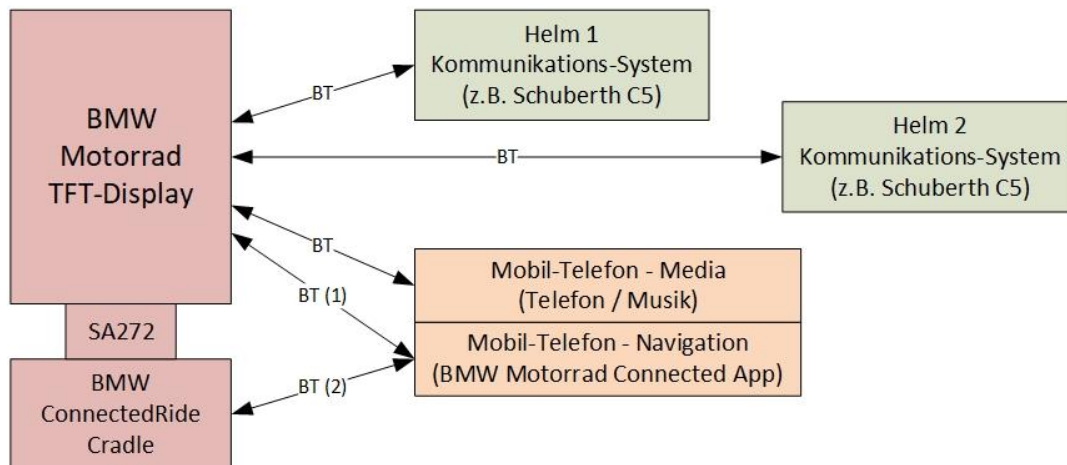 BMW
Motorrad
TFT-Display
SA272
BMW
ConnectedRide
Cradle
BT
BT
BT
BT (1)
BT (2)
Helm 1
Kommunikations-System
(z.B. Schuberth C5)
Helm 2
Kommunikations-System
(z.B. Schuberth C5)
Mobil-Telefon - Media
(Telefon / Musik)
Mobil-Telefon - Navigation
(BMW Motorrad Connected App)